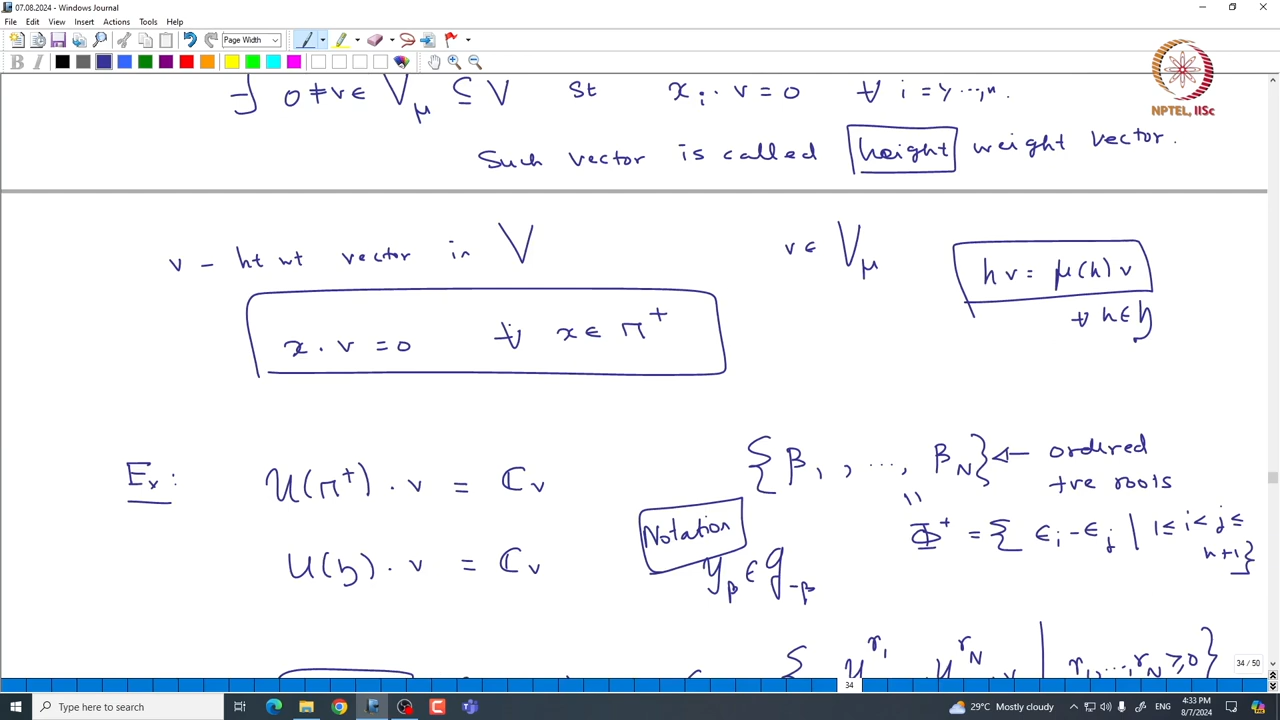 07.08.2024 - Windows Journal
File Edit View Insert Actions Tools Help
Page Width
NPTEL, IISc
∃ 0 ≠ v ∈ V_μ ⊆ V St x_i · v = 0 ∀ i = 1, ..., n.
Such vector is called height weight vector.
v - ht wt vector in V v ∈ V_μ h v = μ(h) v
∀ h ∈ 𝔥
x · v = 0 ∀ x ∈ 𝔫^+
Ex: U(𝔫^+) · v = ℂv {β_1, ..., β_N} ← ordered
+ve roots
Notation Φ^+ = {ϵ_i - ϵ_j | 1 ≤ i < j ≤ n+1}
U(𝔥) · v = ℂv y_β ∈ 𝔤_{-β}
r_1, ..., r_N ≥ 0}
34 / 50
34
Type here to search
29°C Mostly cloudy
4:33 PM
8/7/2024